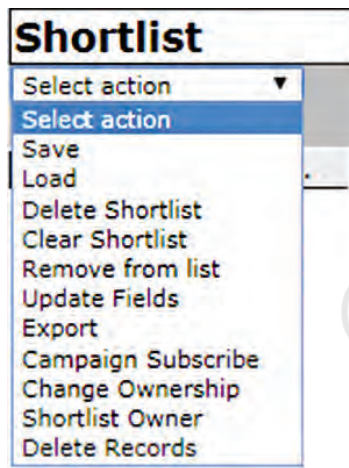 Shortlist
Select action ▼
Select action
Save
Load
Delete Shortlist
Clear Shortlist
Remove from list
Update Fields
Export
Campaign Subscribe
Change Ownership
Shortlist Owner
Delete Records